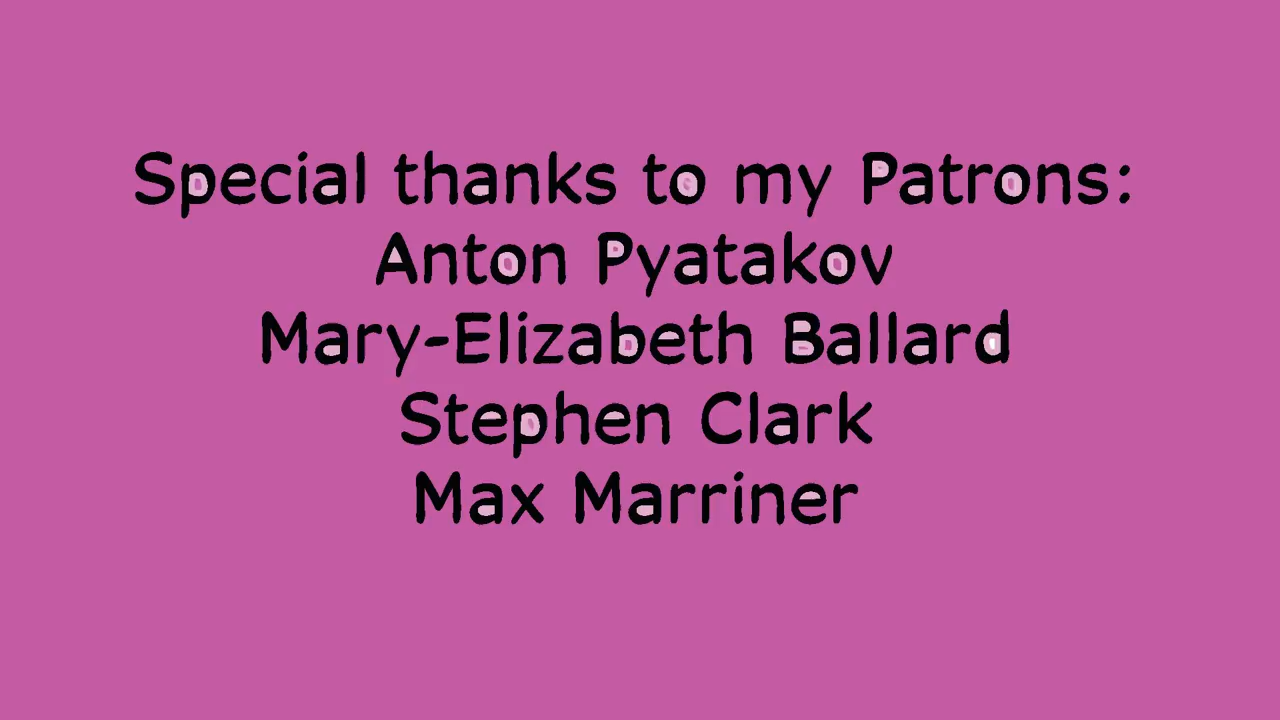 Special thanks to my Patrons:
Anton Pyatakov
Mary-Elizabeth Ballard
Stephen Clark
Max Marriner